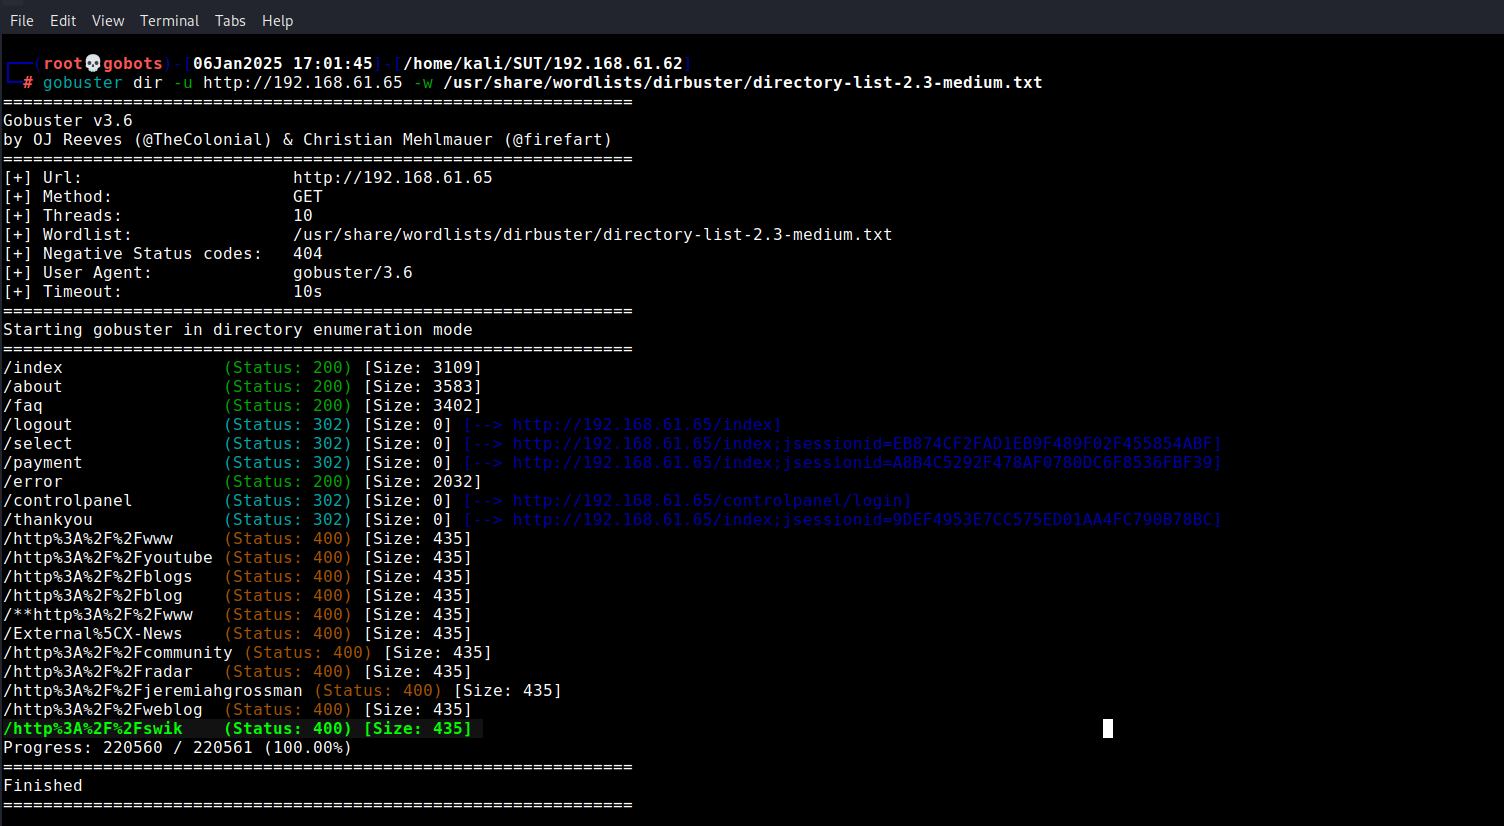 File Edit View Terminal Tabs Help
┌──(root💀gobots)-[06Jan2025 17:01:45]-[/home/kali/SUT/192.168.61.62]
└─# gobuster dir -u http://192.168.61.65 -w /usr/share/wordlists/dirbuster/directory-list-2.3-medium.txt
===============================================================
Gobuster v3.6
by OJ Reeves (@TheColonial) & Christian Mehlmauer (@firefart)
===============================================================
[+] Url:                     http://192.168.61.65
[+] Method:                  GET
[+] Threads:                 10
[+] Wordlist:                /usr/share/wordlists/dirbuster/directory-list-2.3-medium.txt
[+] Negative Status codes:   404
[+] User Agent:              gobuster/3.6
[+] Timeout:                 10s
===============================================================
Starting gobuster in directory enumeration mode
===============================================================
/index                (Status: 200) [Size: 3109]
/about                (Status: 200) [Size: 3583]
/faq                  (Status: 200) [Size: 3402]
/logout               (Status: 302) [Size: 0] [--> http://192.168.61.65/index]
/select               (Status: 302) [Size: 0] [--> http://192.168.61.65/index;jsessionid=EB874CF2FAD1EB9F489F02F455854ABF]
/payment              (Status: 302) [Size: 0] [--> http://192.168.61.65/index;jsessionid=A8B4C5292F478AF0780DC6F8536FBF39]
/error                (Status: 200) [Size: 2032]
/controlpanel         (Status: 302) [Size: 0] [--> http://192.168.61.65/controlpanel/login]
/thankyou             (Status: 302) [Size: 0] [--> http://192.168.61.65/index;jsessionid=9DEF4953E7CC575ED01AA4FC790B78BC]
/http%3A%2F%2Fwww     (Status: 400) [Size: 435]
/http%3A%2F%2Fyoutube (Status: 400) [Size: 435]
/http%3A%2F%2Fblogs   (Status: 400) [Size: 435]
/http%3A%2F%2Fblog    (Status: 400) [Size: 435]
/**http%3A%2F%2Fwww   (Status: 400) [Size: 435]
/External%5CX-News    (Status: 400) [Size: 435]
/http%3A%2F%2Fcommunity (Status: 400) [Size: 435]
/http%3A%2F%2Fradar   (Status: 400) [Size: 435]
/http%3A%2F%2Fjeremiahgrossman (Status: 400) [Size: 435]
/http%3A%2F%2Fweblog  (Status: 400) [Size: 435]
/http%3A%2F%2Fswik    (Status: 400) [Size: 435]
Progress: 220560 / 220561 (100.00%)
===============================================================
Finished
===============================================================